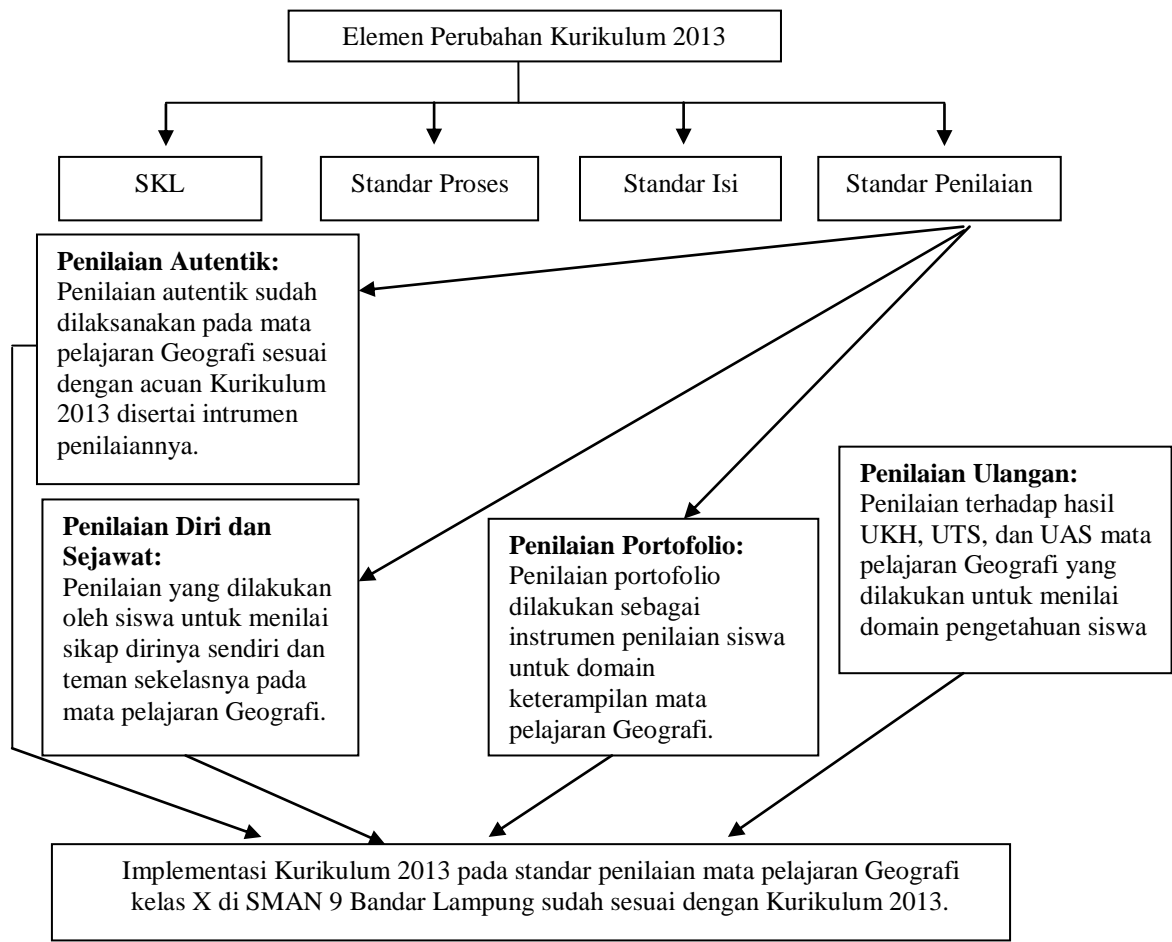 Elemen Perubahan Kurikulum 2013
SKL
Standar Proses
Standar Isi
Standar Penilaian
Penilaian Autentik:
Penilaian autentik sudah
dilaksanakan pada mata
pelajaran Geografi sesuai
dengan acuan Kurikulum
2013 disertai intrumen
penilaiannya.
Penilaian Diri dan
Sejawat:
Penilaian yang dilakukan
oleh siswa untuk menilai
sikap dirinya sendiri dan
teman sekelasnya pada
mata pelajaran Geografi.
Penilaian Portofolio:
Penilaian portofolio
dilakukan sebagai
instrumen penilaian siswa
untuk domain
keterampilan mata
pelajaran Geografi.
Penilaian Ulangan:
Penilaian terhadap hasil
UKH, UTS, dan UAS mata
pelajaran Geografi yang
dilakukan untuk menilai
domain pengetahuan siswa
Implementasi Kurikulum 2013 pada standar penilaian mata pelajaran Geografi
kelas X di SMAN 9 Bandar Lampung sudah sesuai dengan Kurikulum 2013.